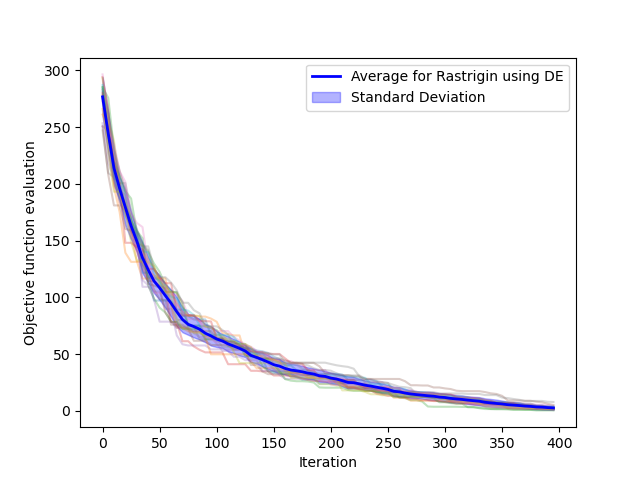 Average for Rastrigin using DE
Standard Deviation
Objective function evaluation
300
250
200
150
100
50
0
0 50 100 150 200 250 300 350 400
Iteration